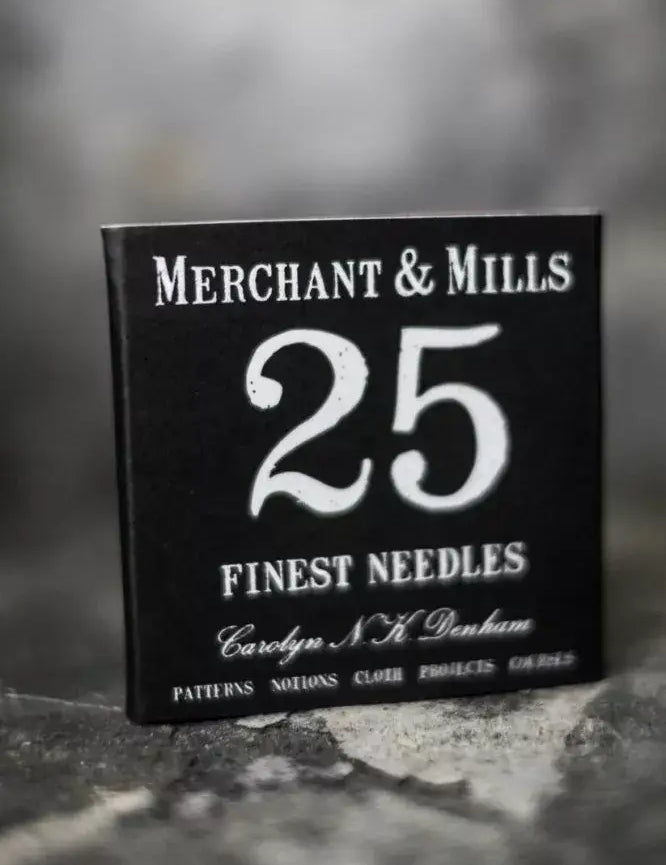 MERCHANT & MILLS
25
FINEST NEEDLES
Carolyn N.K. Denham
PATTERNS NOTIONS CLOTH PROJECTS COURSES